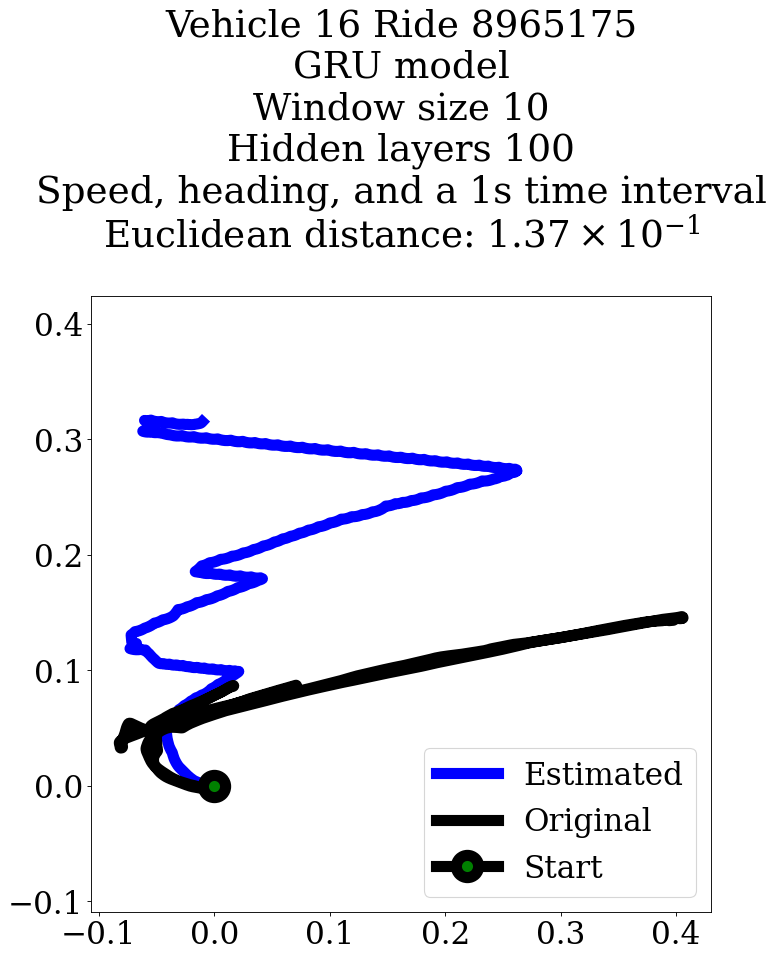 Vehicle 16 Ride 8965175
GRU model
Window size 10
Hidden layers 100
Speed, heading, and a 1s time interval
Euclidean distance: 1.37 × 10⁻¹
0.4
0.3
0.2
0.1
0.0
−0.1
Estimated
Original
Start
−0.1 0.0 0.1 0.2 0.3 0.4